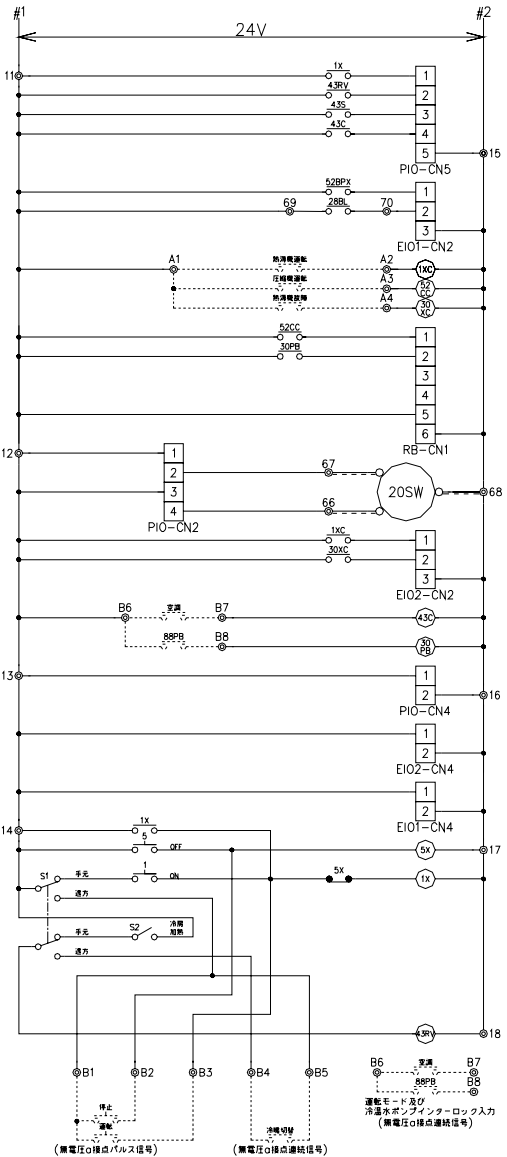 #1 #2
24V
11 1X 1
43RV 2
43S 3
43C 4
5 15
PIO-CN5
52BPX 1
69 28BL 70 2
3
EIO1-CN2
A1 熱源機運転 A2 1XC
圧縮機運転 A3 52CC
熱源機故障 A4 30XC
52CC 1
30PB 2
3
4
5
6
RB-CN1
12 1
2 67
3 20SW 68
4 66
PIO-CN2
1XC 1
30XC 2
3
EIO2-CN2
B6 空調 B7 43C
88PB B8 30PB
13 1
2 16
PIO-CN4
1
2
EIO2-CN4
1
2
EIO1-CN4
14 1X
5 OFF 5X 17
S1 手元 1 ON 5X 1X
遠方
手元 S2 冷房
加熱
遠方
43RV 18
B1 B2 B3 B4 B5
B6 空調 B7
88PB B8
停止
運転
冷暖切替
(無電圧a接点パルス信号) (無電圧a接点連続信号)
運転モード及び
冷温水ポンプインターロック入力
(無電圧a接点連続信号)